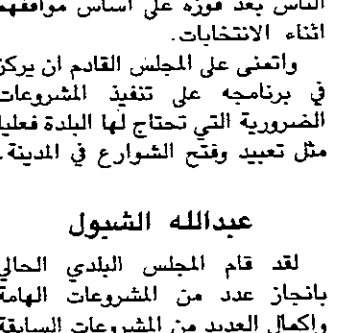 الناس بعد فوزه على اساس مواقفهم
اثناء الانتخابات.
واتمنى على المجلس القادم ان يركز
في برنامجه على تنفيذ المشروعات
الضرورية التي تحتاج لها البلدة فعليا
مثل تعبيد وفتح الشوارع في المدينة.
عبدالله الشبول
لقد قام المجلس البلدي الحالي
بانجاز عدد من المشروعات الهامة
واكمال العديد من المشروعات السابقة